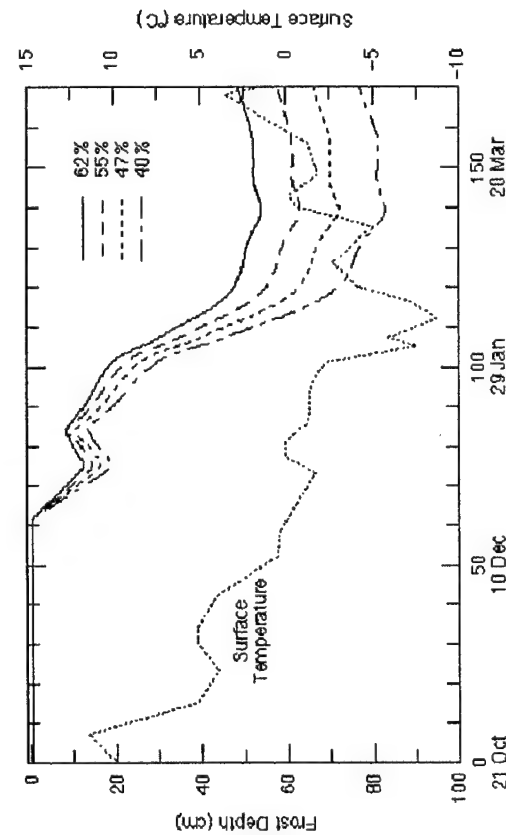 Surface Temperature (°C)
15
10
5
0
-5
-10
62%
55%
47%
40%
Surface
Temperature
0
20
40
60
80
100
Frost Depth (cm)
0
50
100
150
21 Oct
10 Dec
29 Jan
20 Mar